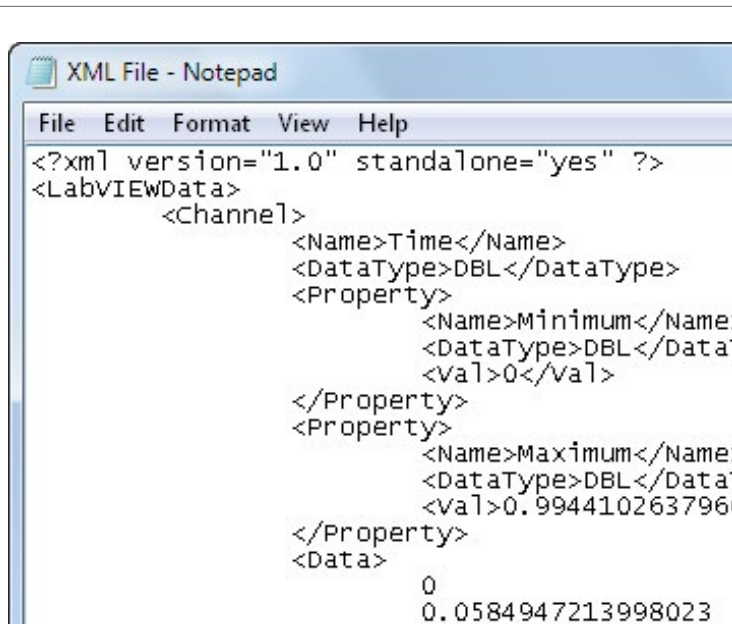 XML File - Notepad
File Edit Format View Help
<?xml version="1.0" standalone="yes" ?>
<LabVIEWData>
<Channel>
<Name>Time</Name>
<DataType>DBL</DataType>
<Property>
<Name>Minimum</Name>
<DataType>DBL</Data
<Val>0</Val>
</Property>
<Property>
<Name>Maximum</Name>
<DataType>DBL</Data
<Val>0.994410263796
</Property>
<Data>
0
0.0584947213998023